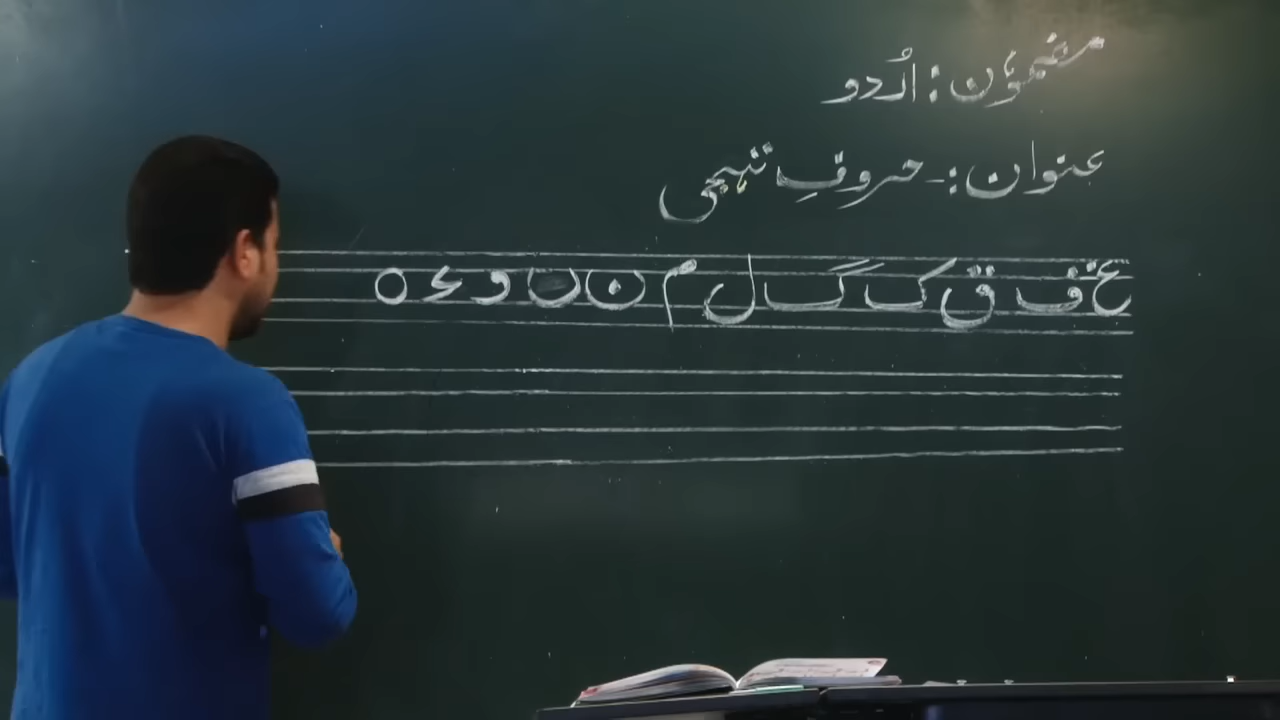 مضمون: اُردو
عنوان:- حروفِ تہجی
غ ف ق ک گ ل م ن ں و ء ہ